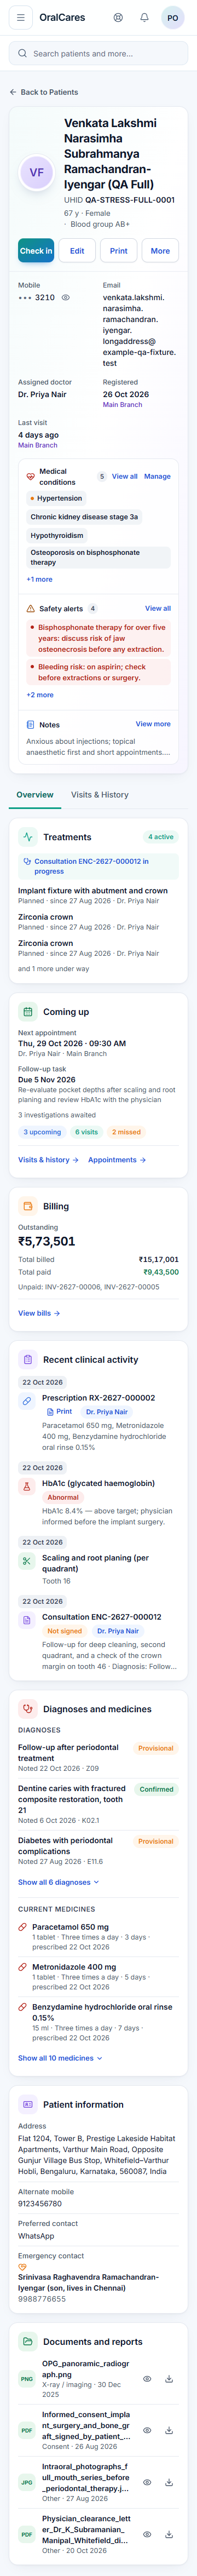 OralCares
PO
Search patients and more...
Back to Patients
VF
Venkata Lakshmi
Narasimha
Subrahmanya
Ramachandran-
Iyengar (QA Full)
UHID QA-STRESS-FULL-0001
67 y · Female
· Blood group AB+
Check in
Edit
Print
More
Mobile
••• 3210
Email
venkata.lakshmi.
narasimha.
ramachandran.
iyengar.
longaddress@
example-qa-fixture.
test
Assigned doctor
Dr. Priya Nair
Registered
26 Oct 2026
Main Branch
Last visit
4 days ago
Main Branch
Medical
conditions
5
View all
Manage
Hypertension
Chronic kidney disease stage 3a
Hypothyroidism
Osteoporosis on bisphosphonate
therapy
+1 more
Safety alerts
4
View all
Bisphosphonate therapy for over five
years: discuss risk of jaw
osteonecrosis before any extraction.
Bleeding risk: on aspirin; check
before extractions or surgery.
+2 more
Notes
View more
Anxious about injections; topical
anaesthetic first and short appointments....
Overview
Visits & History
Treatments
4 active
Consultation ENC-2627-000012 in
progress
Implant fixture with abutment and crown
Planned · since 27 Aug 2026 · Dr. Priya Nair
Zirconia crown
Planned · since 27 Aug 2026 · Dr. Priya Nair
Zirconia crown
Planned · since 27 Aug 2026 · Dr. Priya Nair
and 1 more under way
Coming up
Next appointment
Thu, 29 Oct 2026 · 09:30 AM
Dr. Priya Nair · Main Branch
Follow-up task
Due 5 Nov 2026
Re-evaluate pocket depths after scaling and root
planing and review HbA1c with the physician
3 investigations awaited
3 upcoming
6 visits
2 missed
Visits & history →
Appointments →
Billing
Outstanding
₹5,73,501
Total billed
₹15,17,001
Total paid
₹9,43,500
Unpaid: INV-2627-00006, INV-2627-00005
View bills →
Recent clinical activity
22 Oct 2026
Prescription RX-2627-000002
Print
Dr. Priya Nair
Paracetamol 650 mg, Metronidazole
400 mg, Benzydamine hydrochloride
oral rinse 0.15%
22 Oct 2026
HbA1c (glycated haemoglobin)
Abnormal
HbA1c 8.4% — above target; physician
informed before the implant surgery.
22 Oct 2026
Scaling and root planing (per
quadrant)
Tooth 16
22 Oct 2026
Consultation ENC-2627-000012
Not signed
Dr. Priya Nair
Follow-up for deep cleaning, second
quadrant, and a check of the crown
margin on tooth 46 · Diagnosis: Follow...
Diagnoses and medicines
DIAGNOSES
Follow-up after periodontal
treatment
Provisional
Noted 22 Oct 2026 · Z09
Dentine caries with fractured
composite restoration, tooth
21
Confirmed
Noted 6 Oct 2026 · K02.1
Diabetes with periodontal
complications
Provisional
Noted 27 Aug 2026 · E11.6
Show all 6 diagnoses
CURRENT MEDICINES
Paracetamol 650 mg
1 tablet · Three times a day · 3 days ·
prescribed 22 Oct 2026
Metronidazole 400 mg
1 tablet · Three times a day · 5 days ·
prescribed 22 Oct 2026
Benzydamine hydrochloride oral rinse
0.15%
15 ml · Three times a day · 7 days ·
prescribed 22 Oct 2026
Show all 10 medicines
Patient information
Address
Flat 1204, Tower B, Prestige Lakeside Habitat
Apartments, Varthur Main Road, Opposite
Gunjur Village Bus Stop, Whitefield–Varthur
Hobli, Bengaluru, Karnataka, 560087, India
Alternate mobile
9123456780
Preferred contact
WhatsApp
Emergency contact
Srinivasa Raghavendra Ramachandran-
Iyengar (son, lives in Chennai)
9988776655
Documents and reports
PNG
OPG_panoramic_radiogr
aph.png
X-ray / imaging · 30 Dec
2025
PDF
Informed_consent_impla
nt_surgery_and_bone_gr
aft_signed_by_patient_...
Consent · 26 Aug 2026
JPG
Intraoral_photographs_f
ull_mouth_series_before
_periodontal_therapy.j...
Other · 27 Aug 2026
PDF
Physician_clearance_lett
er_Dr_K_Subramanian_
Manipal_Whitefield_di...
Other · 20 Oct 2026